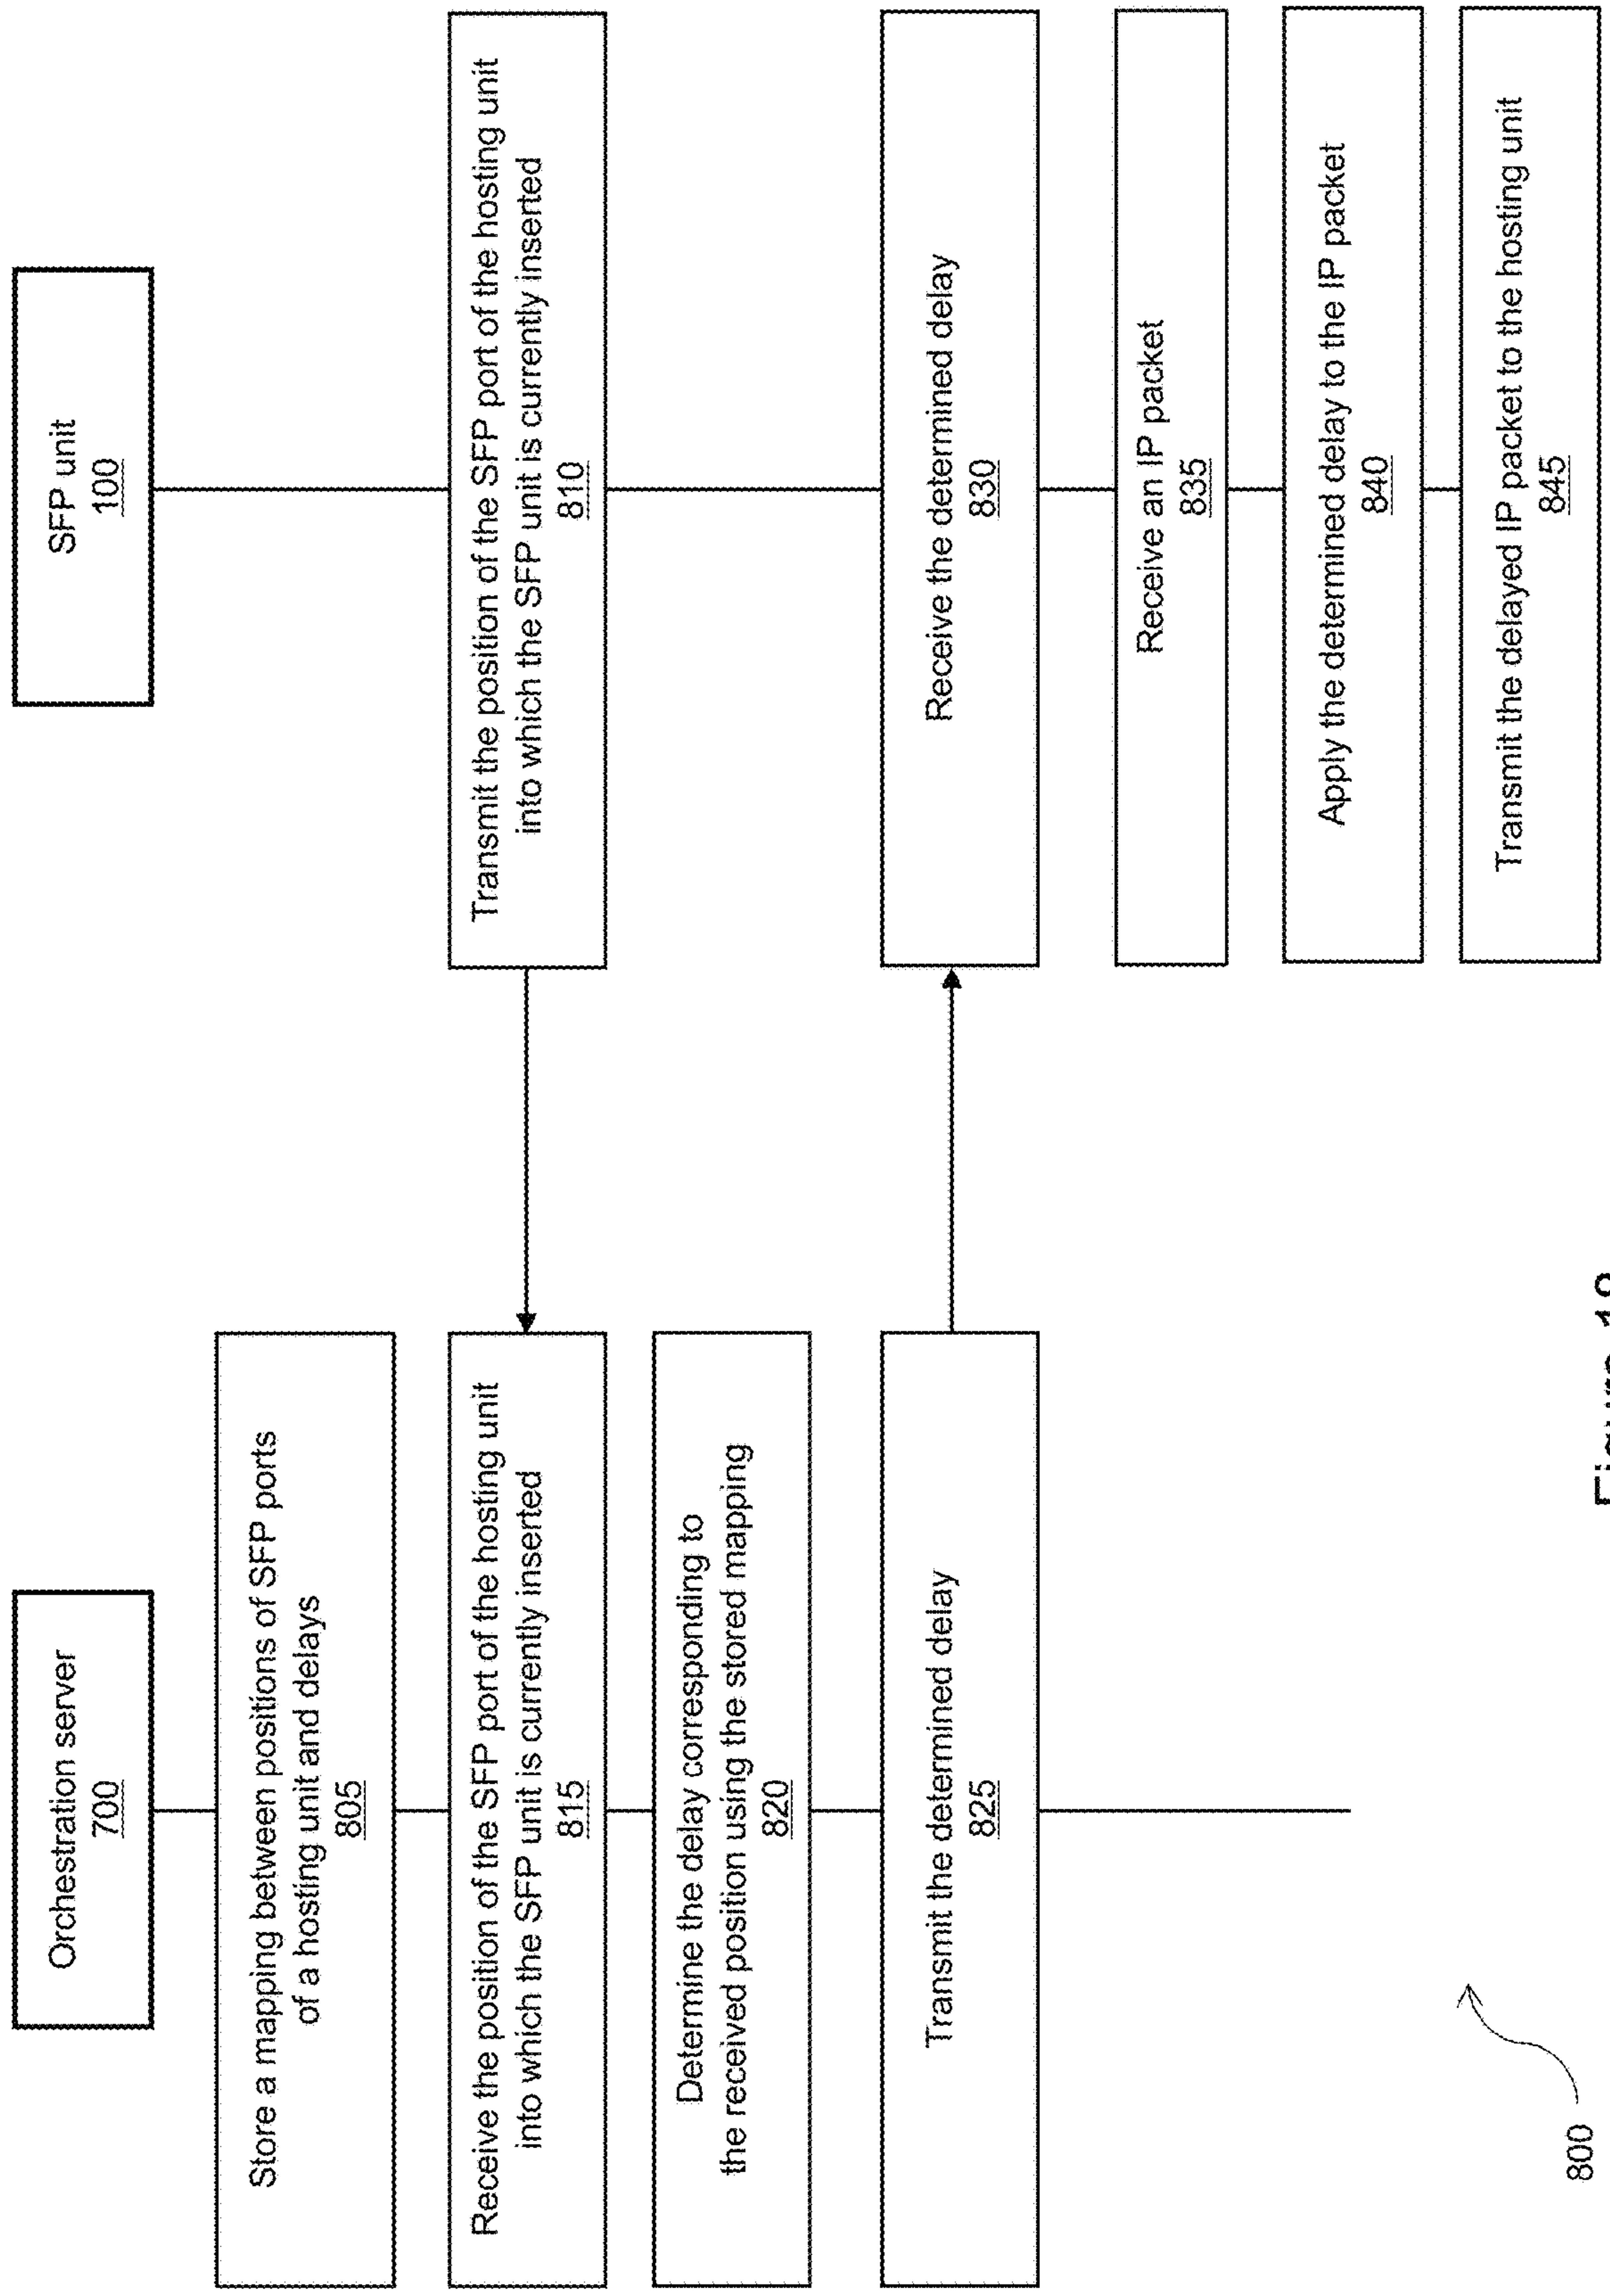 Orchestration server
700
SFP unit
100
Store a mapping between positions of SFP ports
of a hosting unit and delays
805
Transmit the position of the SFP port of the hosting unit
into which the SFP unit is currently inserted
810
Receive the position of the SFP port of the hosting unit
into which the SFP unit is currently inserted
815
Determine the delay corresponding to
the received position using the stored mapping
820
Transmit the determined delay
825
Receive the determined delay
830
Receive an IP packet
835
Apply the determined delay to the IP packet
840
Transmit the delayed IP packet to the hosting unit
845
800
Figure